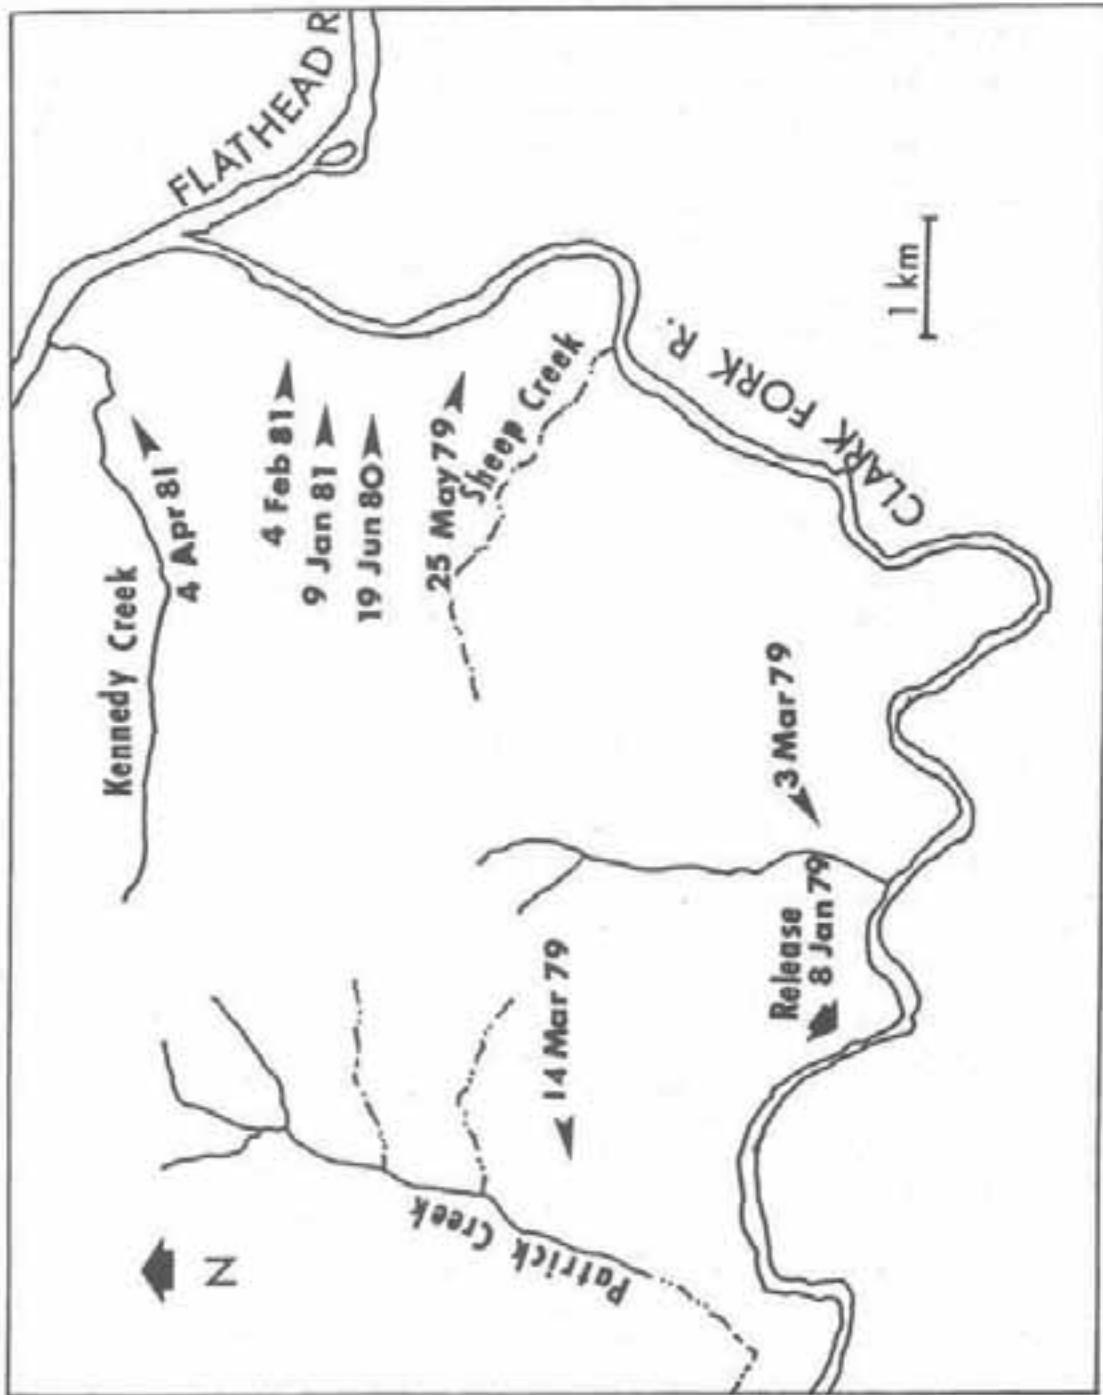 FLATHEAD R
Kennedy Creek
4 Apr 81
4 Feb 81
9 Jan 81
19 Jun 80
25 May 79
Sheep Creek
CLARK FORK R.
1 km
3 Mar 79
Release
8 Jan 79
14 Mar 79
Patrick Creek
N